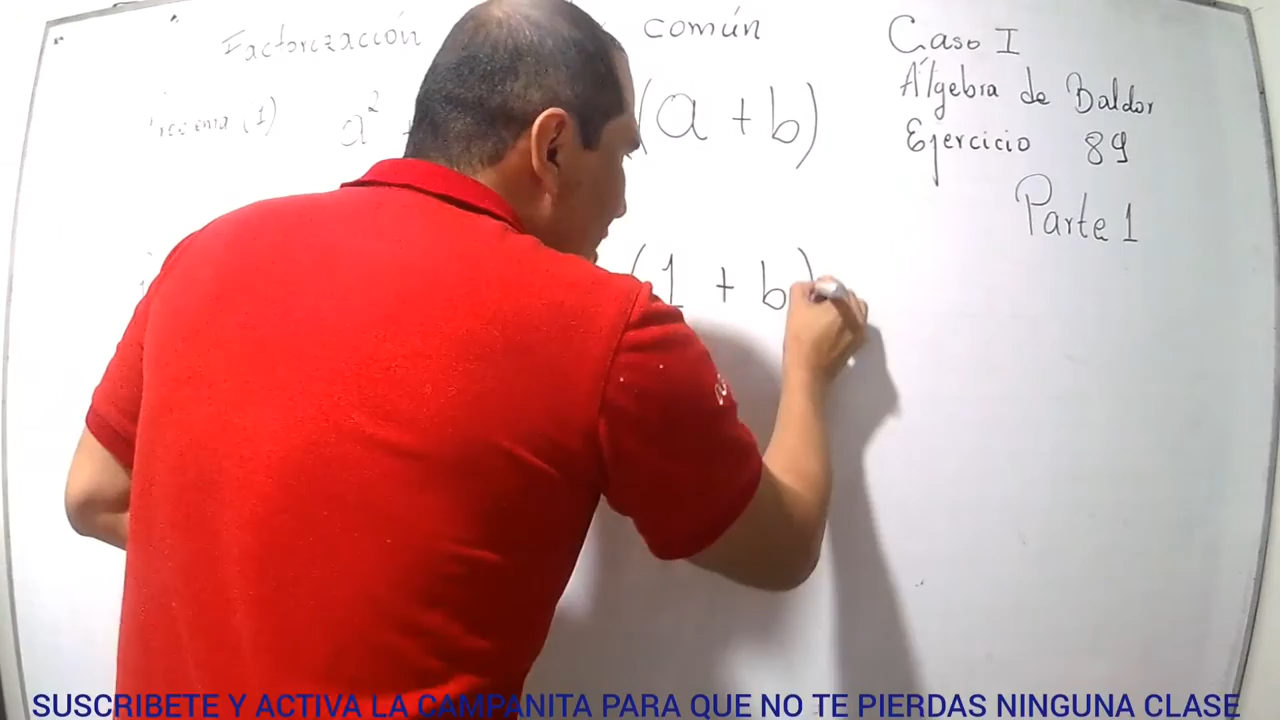 Factorización común
Caso I
Álgebra de Baldor
(1) a² + (a + b)
Ejercicio 89
Parte 1
(1 + b)
SUSCRIBETE Y ACTIVA LA CAMPANITA PARA QUE NO TE PIERDAS NINGUNA CLASE